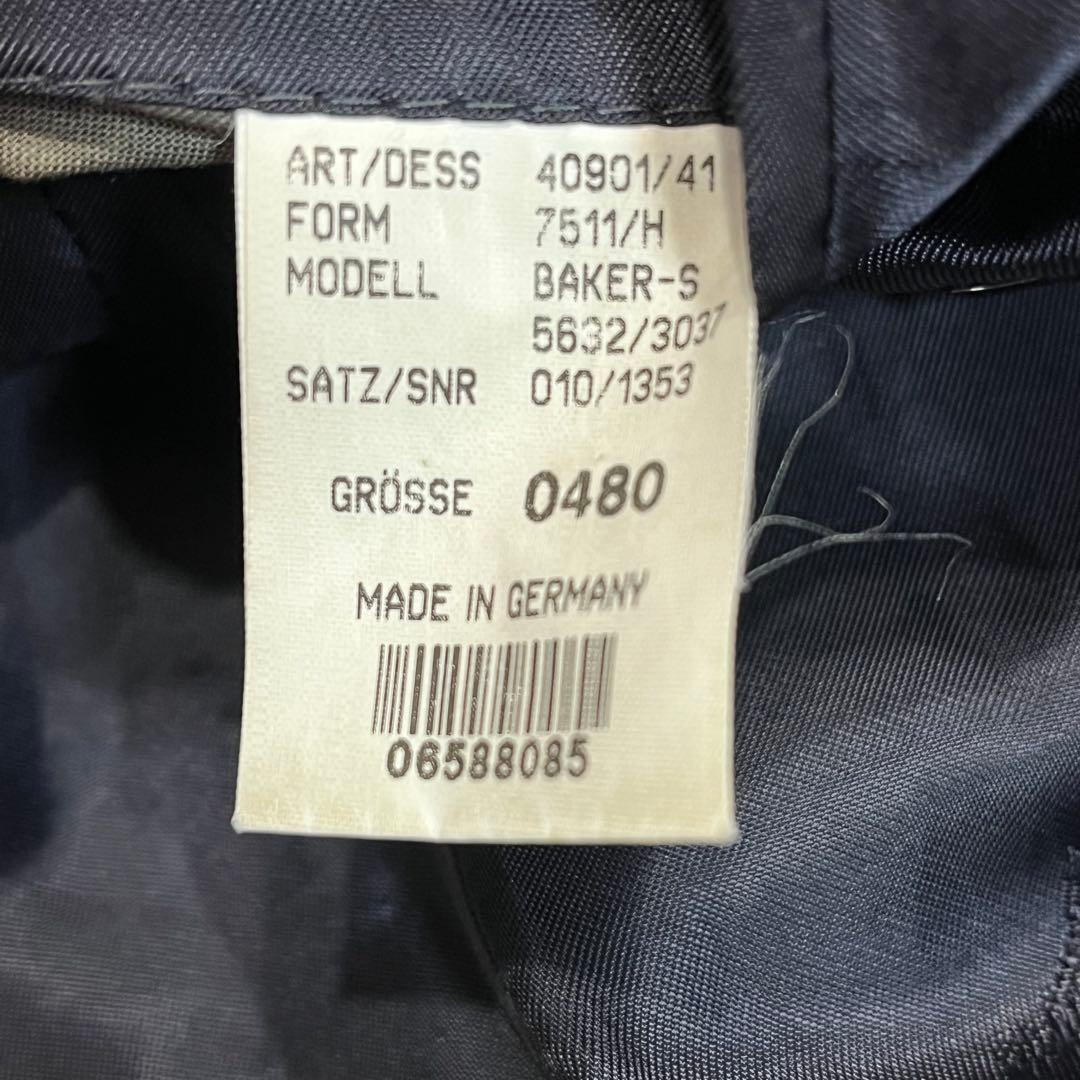 ART/DESS 40901/41
FORM 7511/H
MODELL BAKER-S
5632/3037
SATZ/SNR 010/1353
GRÖSSE 0480
MADE IN GERMANY
06588085